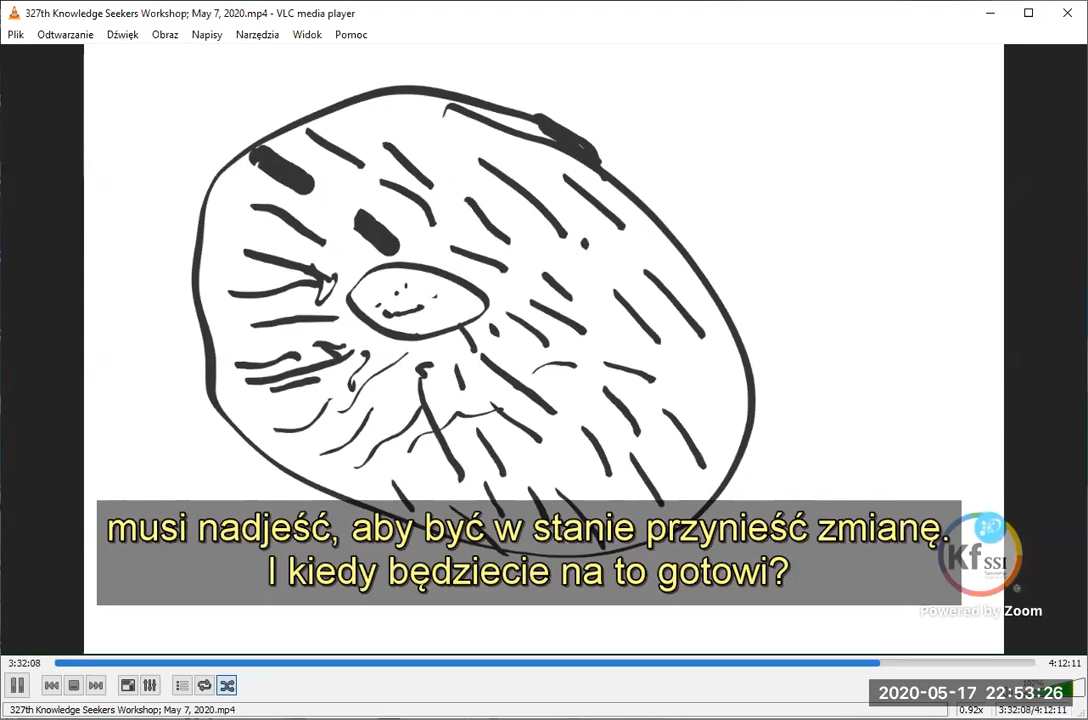 327th Knowledge Seekers Workshop; May 7, 2020.mp4 - VLC media player
Plik Odtwarzanie Dźwięk Obraz Napisy Narzędzia Widok Pomoc
musi nadjeść, aby być w stanie przynieść zmianę.
I kiedy będziecie na to gotowi?
Kf SSI
Powered by Zoom
3:32:08 4:12:11
2020-05-17 22:53:26
327th Knowledge Seekers Workshop; May 7, 2020.mp4 0.92x 3:32:08/4:12:11